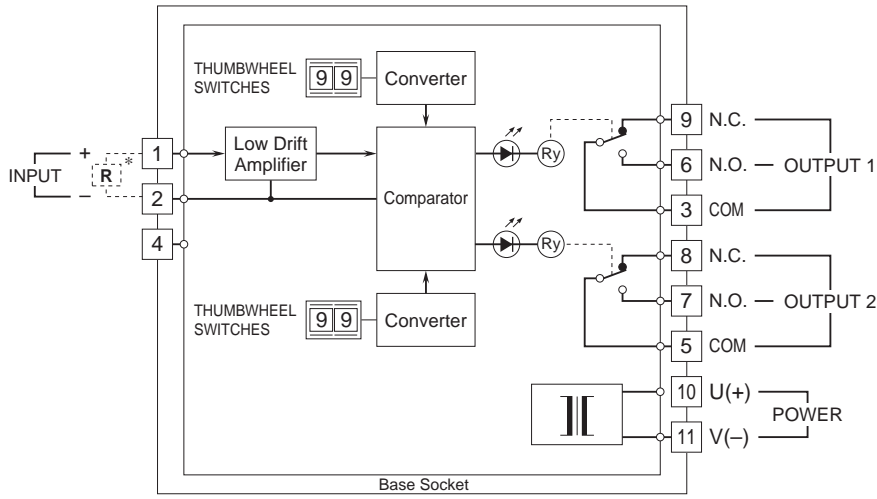 THUMBWHEEL
SWITCHES
9 9
Converter
9 N.C.
1
Low Drift
Amplifier
+
*
R
INPUT
–
2
Comparator
Ry
6 N.O.
OUTPUT 1
3 COM
4
Ry
8 N.C.
THUMBWHEEL
SWITCHES
9 9
Converter
7 N.O.
OUTPUT 2
5 COM
10 U(+)
POWER
11 V(–)
Base Socket